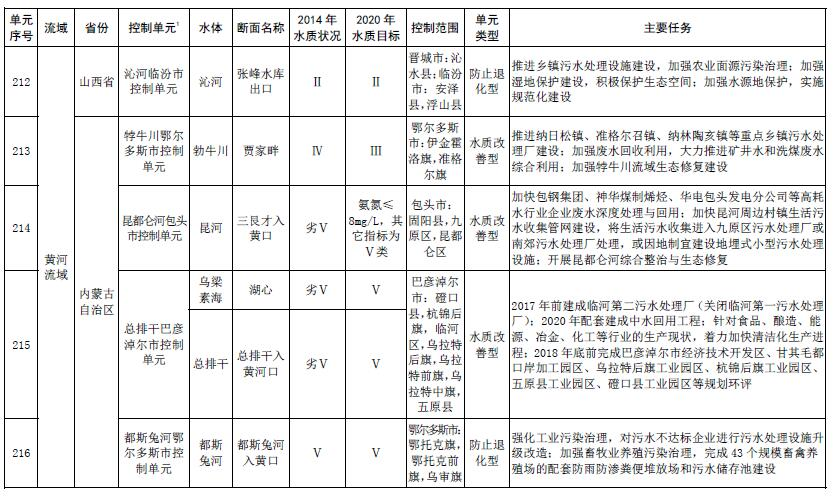 单元序号 流域 省份 控制单元¹ 水体 断面名称 2014年水质状况 2020年水质目标 控制范围 单元类型 主要任务
黄河流域
212 山西省 沁河临汾市控制单元 沁河 张峰水库出口 Ⅱ Ⅱ
晋城市：沁
水县；临汾
市：安泽
县，浮山县
防止退化型
推进乡镇污水处理设施建设，加强农业面源污染治理；加强
湿地保护建设，积极保护生态空间；加强水源地保护，实施
规范化建设
内蒙古自治区
213 㹀牛川鄂尔多斯市控制单元 勃牛川 贾家畔 Ⅳ Ⅲ
鄂尔多斯
市：伊金霍
洛旗，准格
尔旗
水质改善型
推进纳日松镇、准格尔召镇、纳林陶亥镇等重点乡镇污水处
理厂建设；加强废水回收利用，大力推进矿井水和洗煤废水
综合利用；加强㹀牛川流域生态修复建设
214 昆都仑河包头市控制单元 昆河 三艮才入黄口 劣Ⅴ
氨氮≤
8mg/L，其
它指标为
Ⅴ类
包头市：
固阳县，九
原区，昆都
仑区
水质改善型
加快包钢集团、神华煤制烯烃、华电包头发电分公司等高耗
水行业企业废水深度处理与回用；加快昆河周边村镇生活污
水收集管网建设，将生活污水收集进入九原区污水处理厂或
南郊污水处理厂处理，或因地制宜建设地埋式小型污水处理
设施；开展昆都仑河综合整治与生态修复
215 总排干巴彦淖尔市控制单元
乌梁素海 湖心 劣Ⅴ Ⅴ
总排干 总排干入黄河口 劣Ⅴ Ⅴ
巴彦淖尔
市：磴口
县，杭锦后
旗，临河
区，乌拉特
后旗，乌拉
特前旗，乌
拉特中旗，
五原县
水质改善型
2017年前建成临河第二污水处理厂（关闭临河第一污水处理
厂）；2020年配套建成中水回用工程；针对食品、酿造、能
源、冶金、化工等行业的生产现状，着力加快清洁化生产进
程；2018年底前完成巴彦淖尔市经济技术开发区、甘其毛都
口岸加工园区、乌拉特后旗工业园区、杭锦后旗工业园区、
五原县工业园区、磴口县工业园区等规划环评
216 都斯兔河鄂尔多斯市控制单元 都斯兔河 都斯兔河入黄口 Ⅴ Ⅴ
鄂尔多斯市：
鄂托克旗，
鄂托克前
旗，乌审旗
防止退化型
强化工业污染治理，对污水不达标企业进行污水处理设施升
级改造；加强畜牧业养殖污染治理，完成43个规模畜禽养
殖场的配套防雨防渗粪便堆放场和污水储存池建设